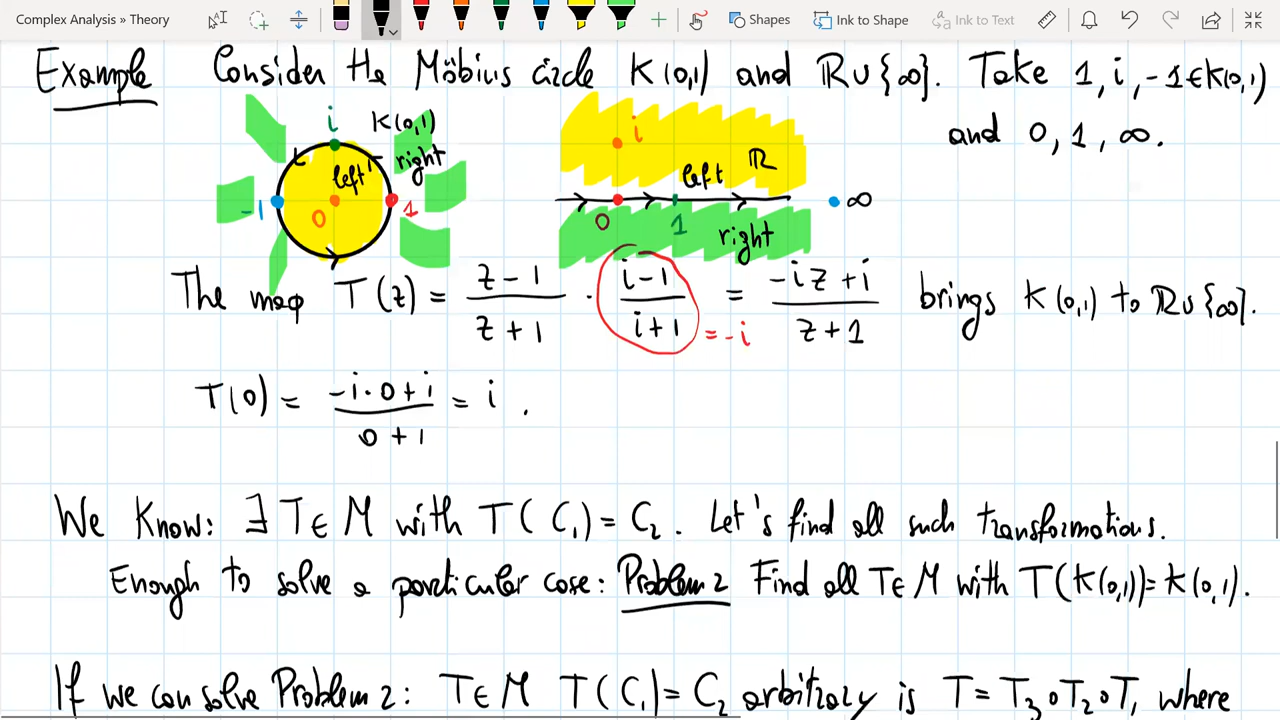 Complex Analysis » Theory
Shapes
Ink to Shape
Ink to Text
Example Consider the Möbius circle K(0,1) and ℝ∪{∞}. Take 1, i, -1 ∈ K(0,1)
and 0, 1, ∞.
i K(0,1)
left right
-1 0 1
i
ℝ
left
0 1 ∞
right
The map T(z) = (z-1)/(z+1) · (i-1)/(i+1) = (-iz+i)/(z+1) brings K(0,1) to ℝ∪{∞}.
= -i
T(0) = (-i·0+i)/(0+1) = i.
We know: ∃ T∈M with T(C₁) = C₂. Let's find all such transformations.
Enough to solve a particular case: Problem 2 Find all T∈M with T(K(0,1))=K(0,1).
If we can solve Problem 2: T∈M T(C₁)=C₂ arbitrary is T=T₃∘T₂∘T, where